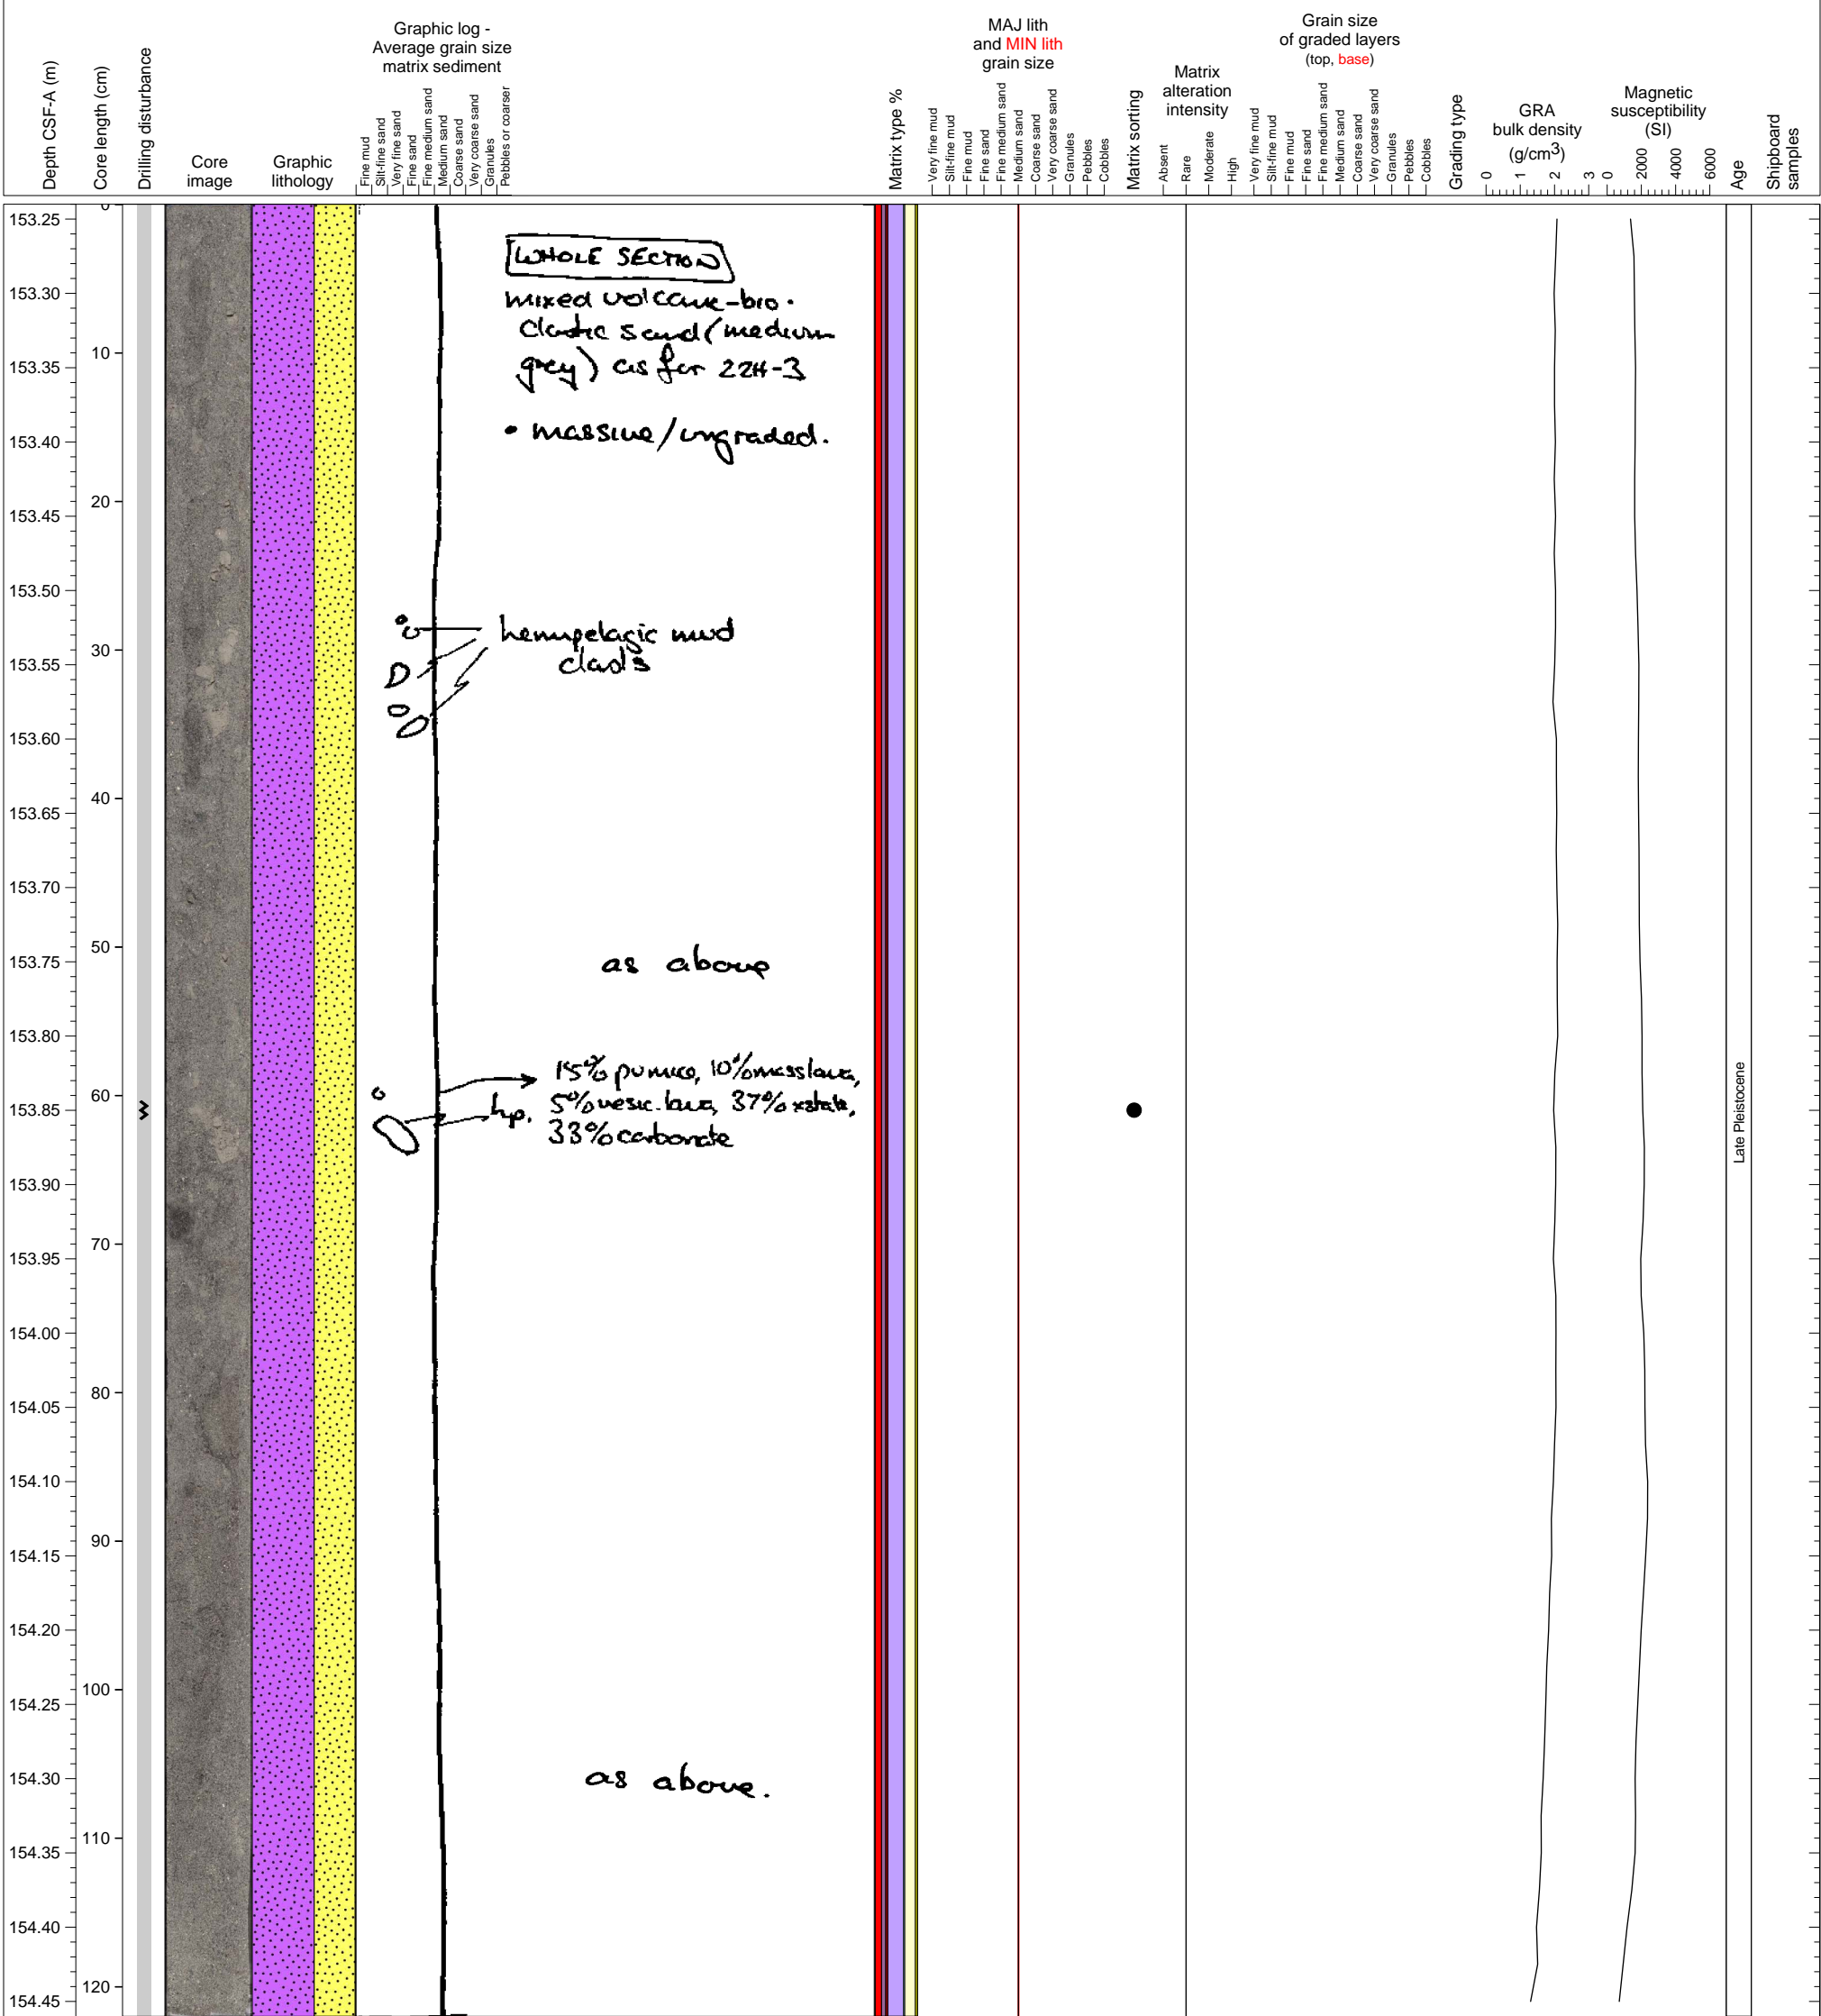 Depth CSF-A (m)
Core length (cm)
Drilling disturbance
Core
image
Graphic
lithology
Graphic log -
Average grain size
matrix sediment
Fine mud
Silt-fine sand
Very fine sand
Fine sand
Fine medium sand
Medium sand
Coarse sand
Very coarse sand
Granules
Pebbles or coarser
Matrix type %
MAJ lith
and MIN lith
grain size
Very fine mud
Silt-fine mud
Fine mud
Fine sand
Fine medium sand
Medium sand
Coarse sand
Very coarse sand
Granules
Pebbles
Cobbles
Matrix sorting
Matrix
alteration
intensity
Absent
Rare
Moderate
High
Grain size
of graded layers
(top, base)
Very fine mud
Silt-fine mud
Fine mud
Fine sand
Fine medium sand
Medium sand
Coarse sand
Very coarse sand
Granules
Pebbles
Cobbles
Grading type
GRA
bulk density
(g/cm3)
0 1 2 3
Magnetic
susceptibility
(SI)
0 2000 4000 6000
Age
Shipboard
samples
0
153.25
WHOLE SECTION
153.30
mixed volcanic-bio.
clastic sand (medium
10
153.35
grey) as for 22H-3
153.40
• massive/ungraded.
20
153.45
153.50
hemipelagic mud
clasts
30
153.55
153.60
40
153.65
153.70
50
153.75
as above
153.80
15% pumice, 10% mass lava,
60
hp.
5% vesic. lava, 37% xstals,
153.85
33% carbonate
Late Pleistocene
153.90
70
153.95
154.00
80
154.05
154.10
90
154.15
154.20
100
154.25
154.30
as above.
110
154.35
154.40
120
154.45